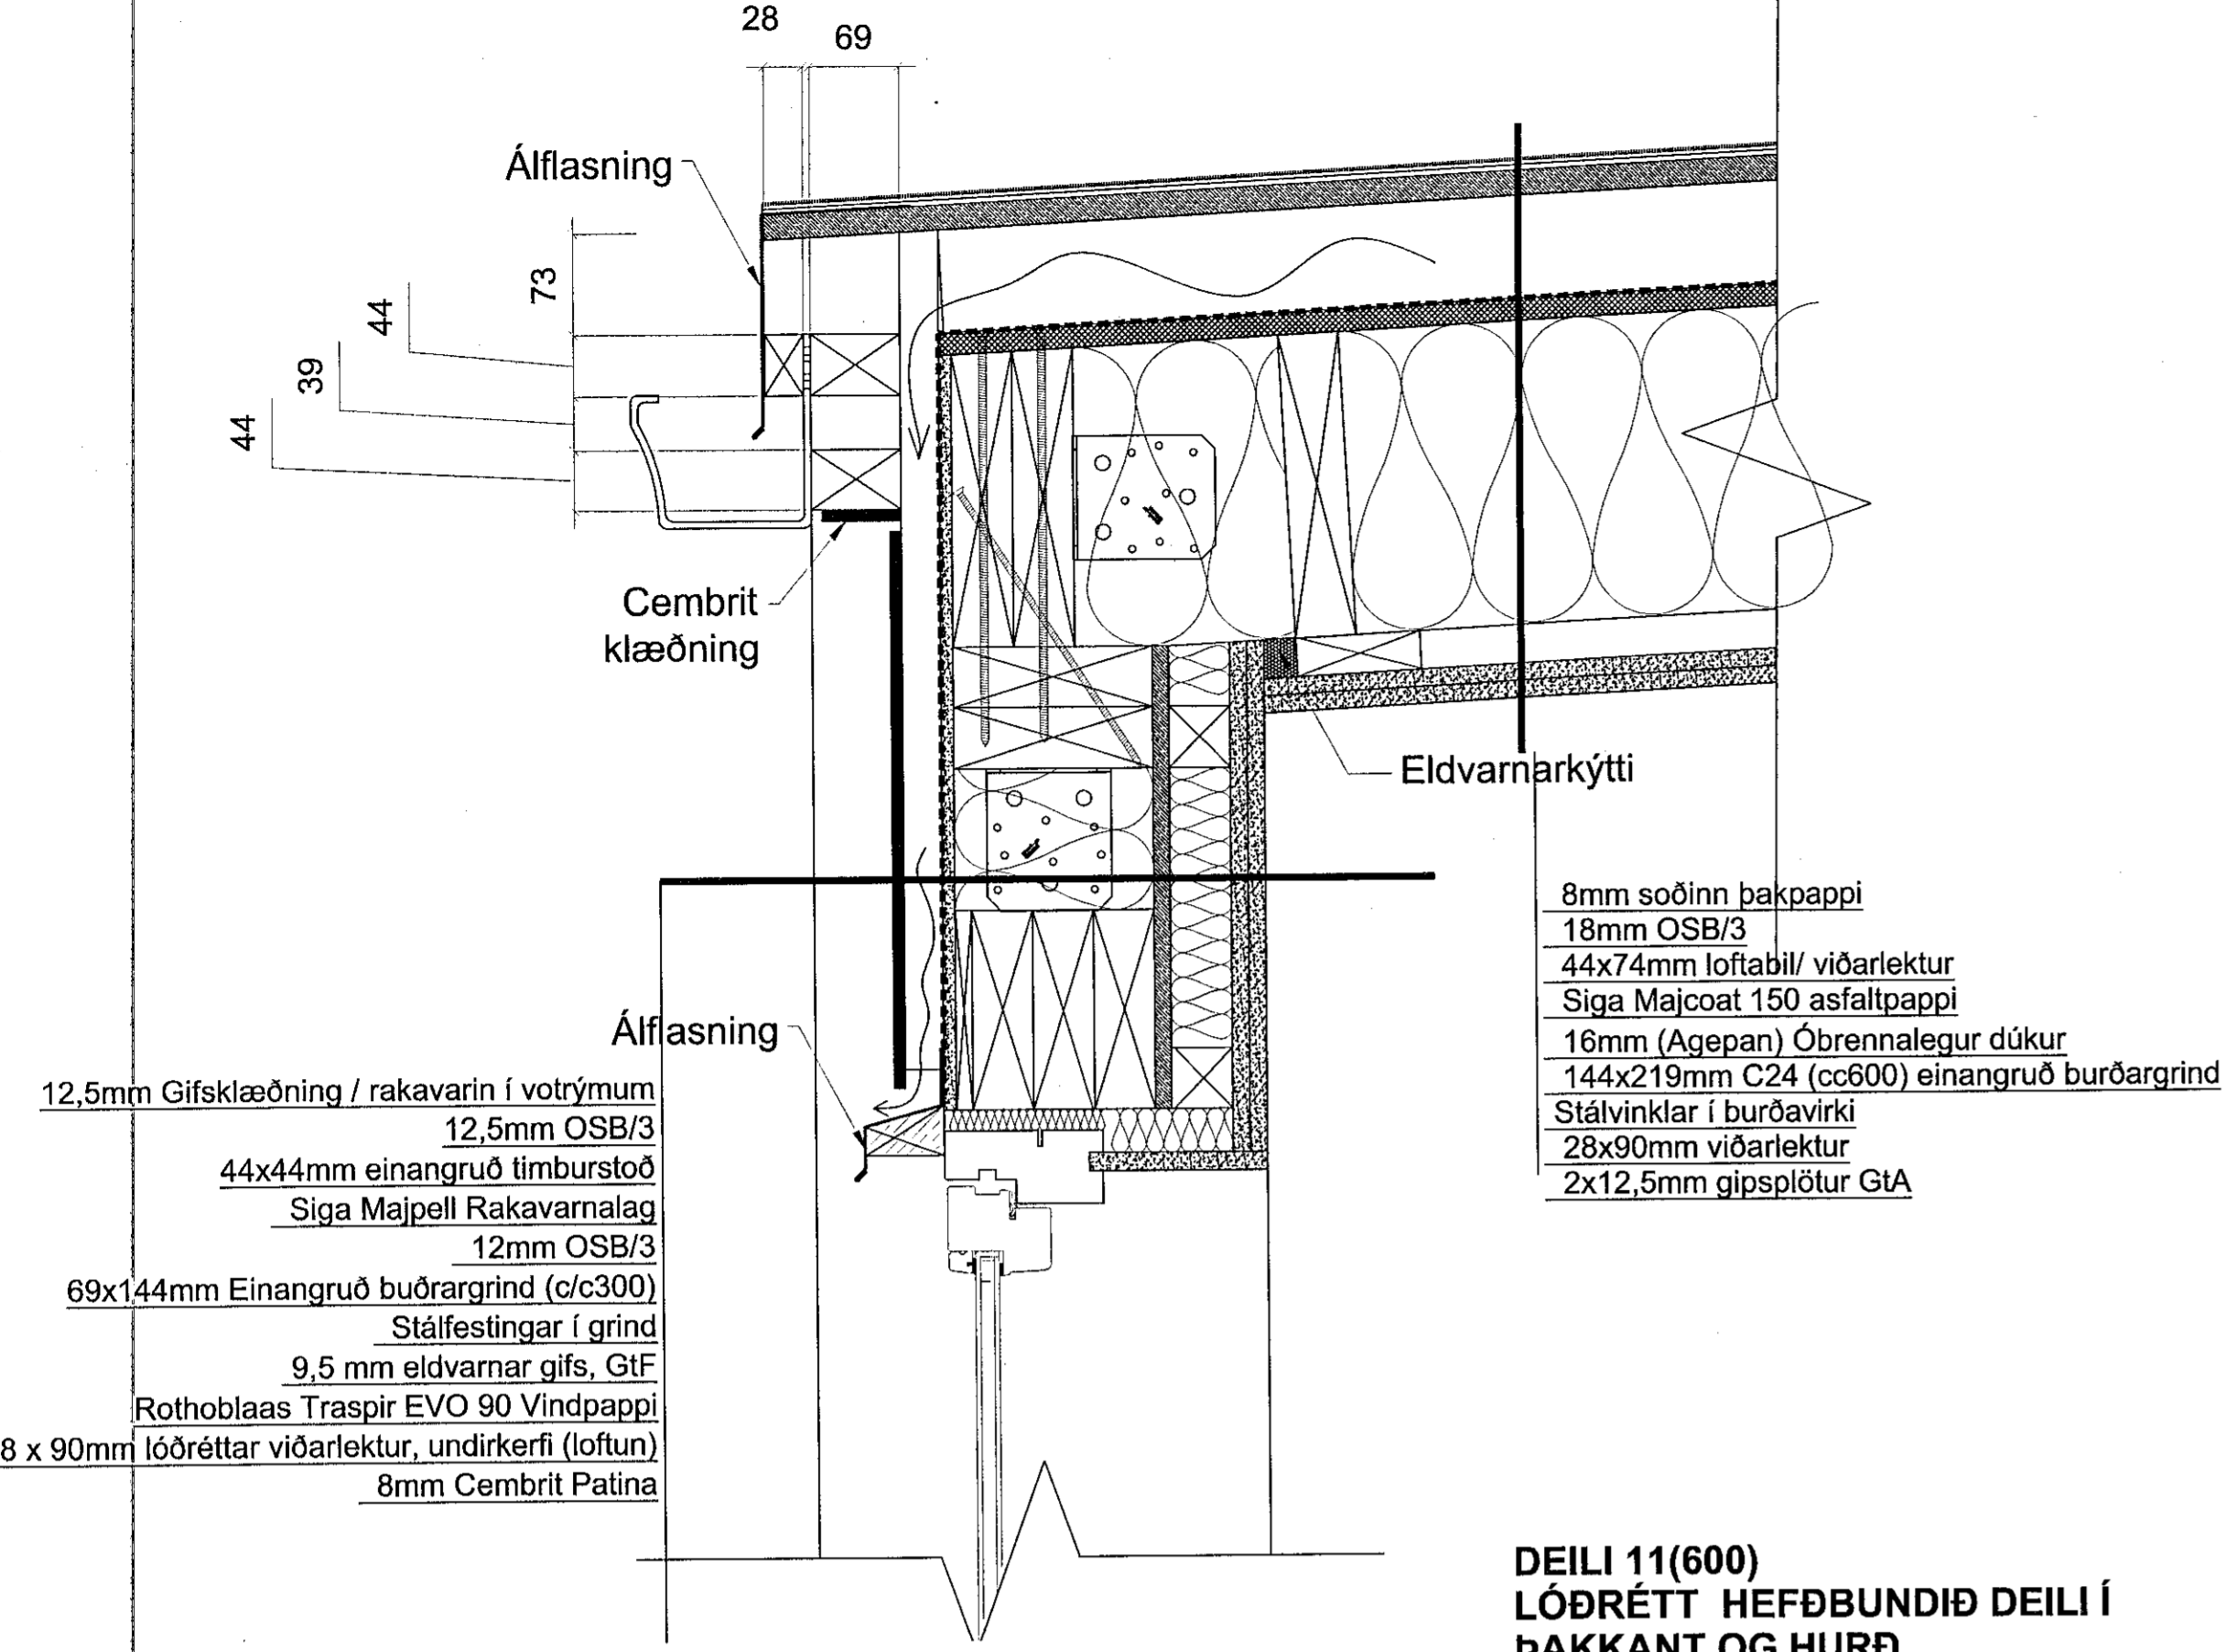 28
69
Álflasning
73
44
39
44
Cembrit
klæðning
Eldvarnarkýtti
8mm soðinn þakpappi
18mm OSB/3
44x74mm loftabil/ viðarlektur
Siga Majcoat 150 asfaltpappi
16mm (Agepan) Óbrennalegur dúkur
144x219mm C24 (cc600) einangruð burðargrind
Stálvinklar í burðavirki
28x90mm viðarlektur
2x12,5mm gipsplötur GtA
Álflasning
12,5mm Gifsklæðning / rakavarin í votrýmum
12,5mm OSB/3
44x44mm einangruð timburstoð
Siga Majpell Rakavarnalag
12mm OSB/3
69x144mm Einangruð buðrargrind (c/c300)
Stálfestingar í grind
9,5 mm eldvarnar gifs, GtF
Rothoblaas Traspir EVO 90 Vindpappi
8 x 90mm lóðréttar viðarlektur, undirkerfi (loftun)
8mm Cembrit Patina
DEILI 11(600)
LÓÐRÉTT HEFÐBUNDIÐ DEILI Í
ÞAKKANT OG HURÐ